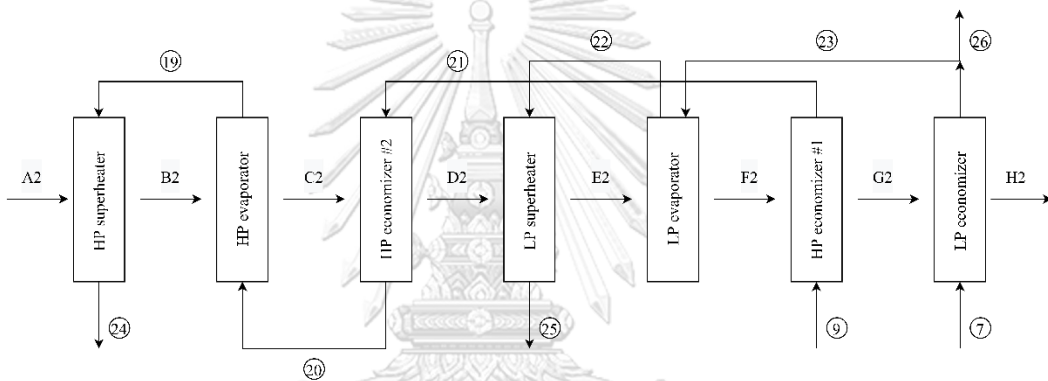 19
21
22
23
26
A2
B2
C2
D2
E2
F2
G2
H2
HP superheater
HP evaporator
HP economizer #2
LP superheater
LP evaporator
HP economizer #1
LP economizer
24
20
25
9
7